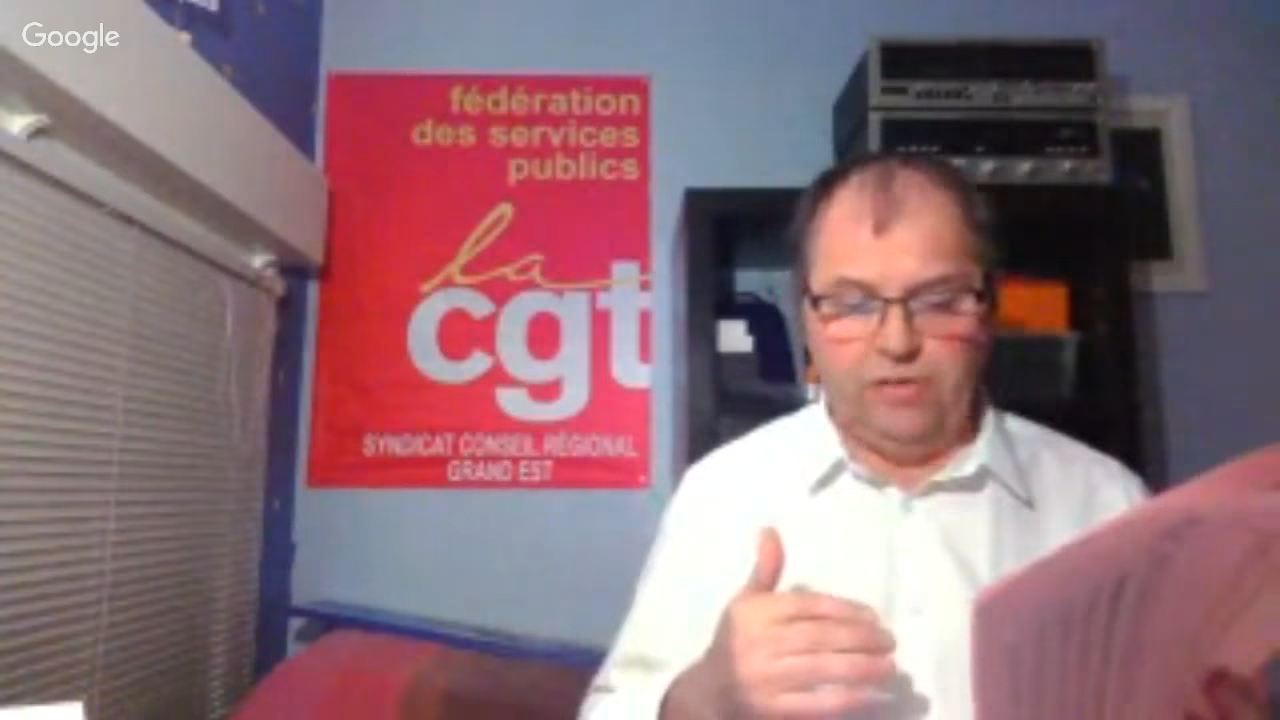 Google
fédération
des services
publics
la
cgt
SYNDICAT CONSEIL RÉGIONAL
GRAND EST